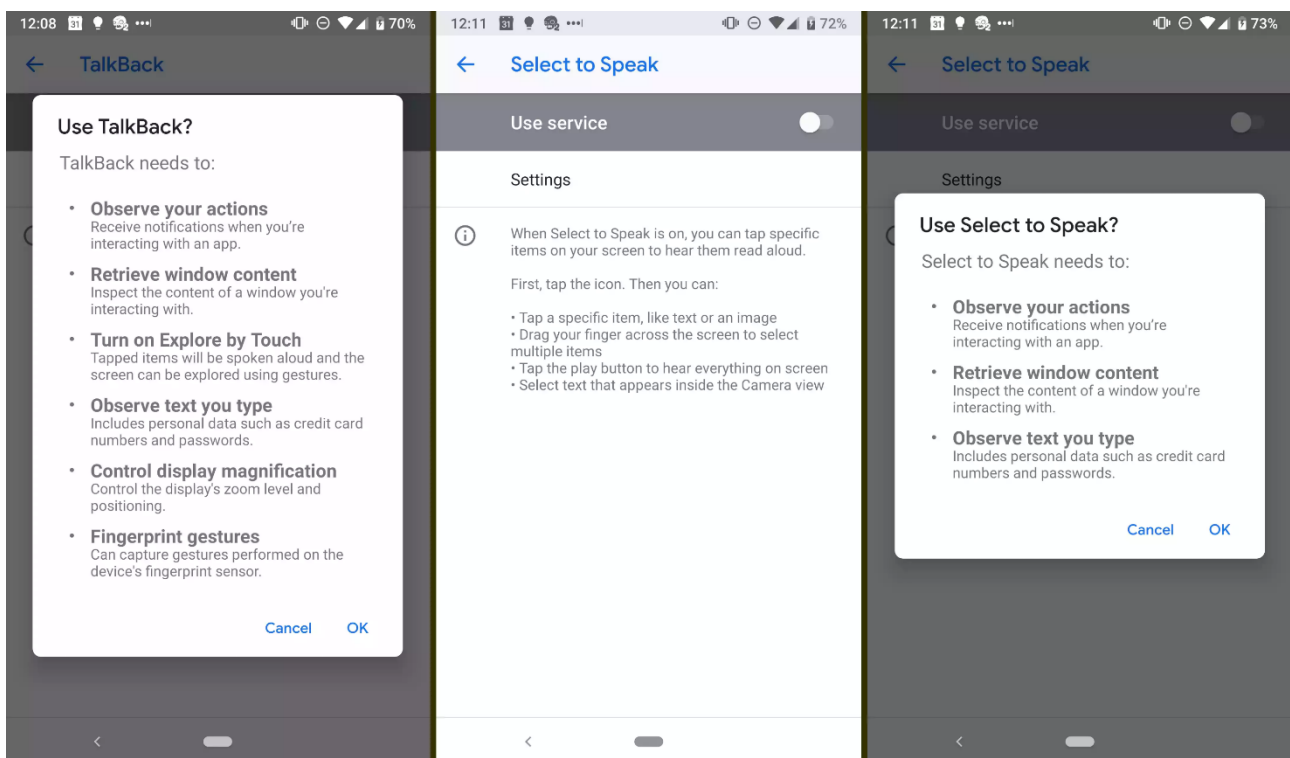 12:08 31 70%
TalkBack
Use TalkBack?
TalkBack needs to:
• Observe your actions
Receive notifications when you're
interacting with an app.
• Retrieve window content
Inspect the content of a window you're
interacting with.
• Turn on Explore by Touch
Tapped items will be spoken aloud and the
screen can be explored using gestures.
• Observe text you type
Includes personal data such as credit card
numbers and passwords.
• Control display magnification
Control the display's zoom level and
positioning.
• Fingerprint gestures
Can capture gestures performed on the
device's fingerprint sensor.
Cancel OK
12:11 31 72%
Select to Speak
Use service
Settings
When Select to Speak is on, you can tap specific
items on your screen to hear them read aloud.
First, tap the icon. Then you can:
• Tap a specific item, like text or an image
• Drag your finger across the screen to select
multiple items
• Tap the play button to hear everything on screen
• Select text that appears inside the Camera view
12:11 31 73%
Select to Speak
Use service
Settings
Use Select to Speak?
Select to Speak needs to:
• Observe your actions
Receive notifications when you're
interacting with an app.
• Retrieve window content
Inspect the content of a window you're
interacting with.
• Observe text you type
Includes personal data such as credit card
numbers and passwords.
Cancel OK